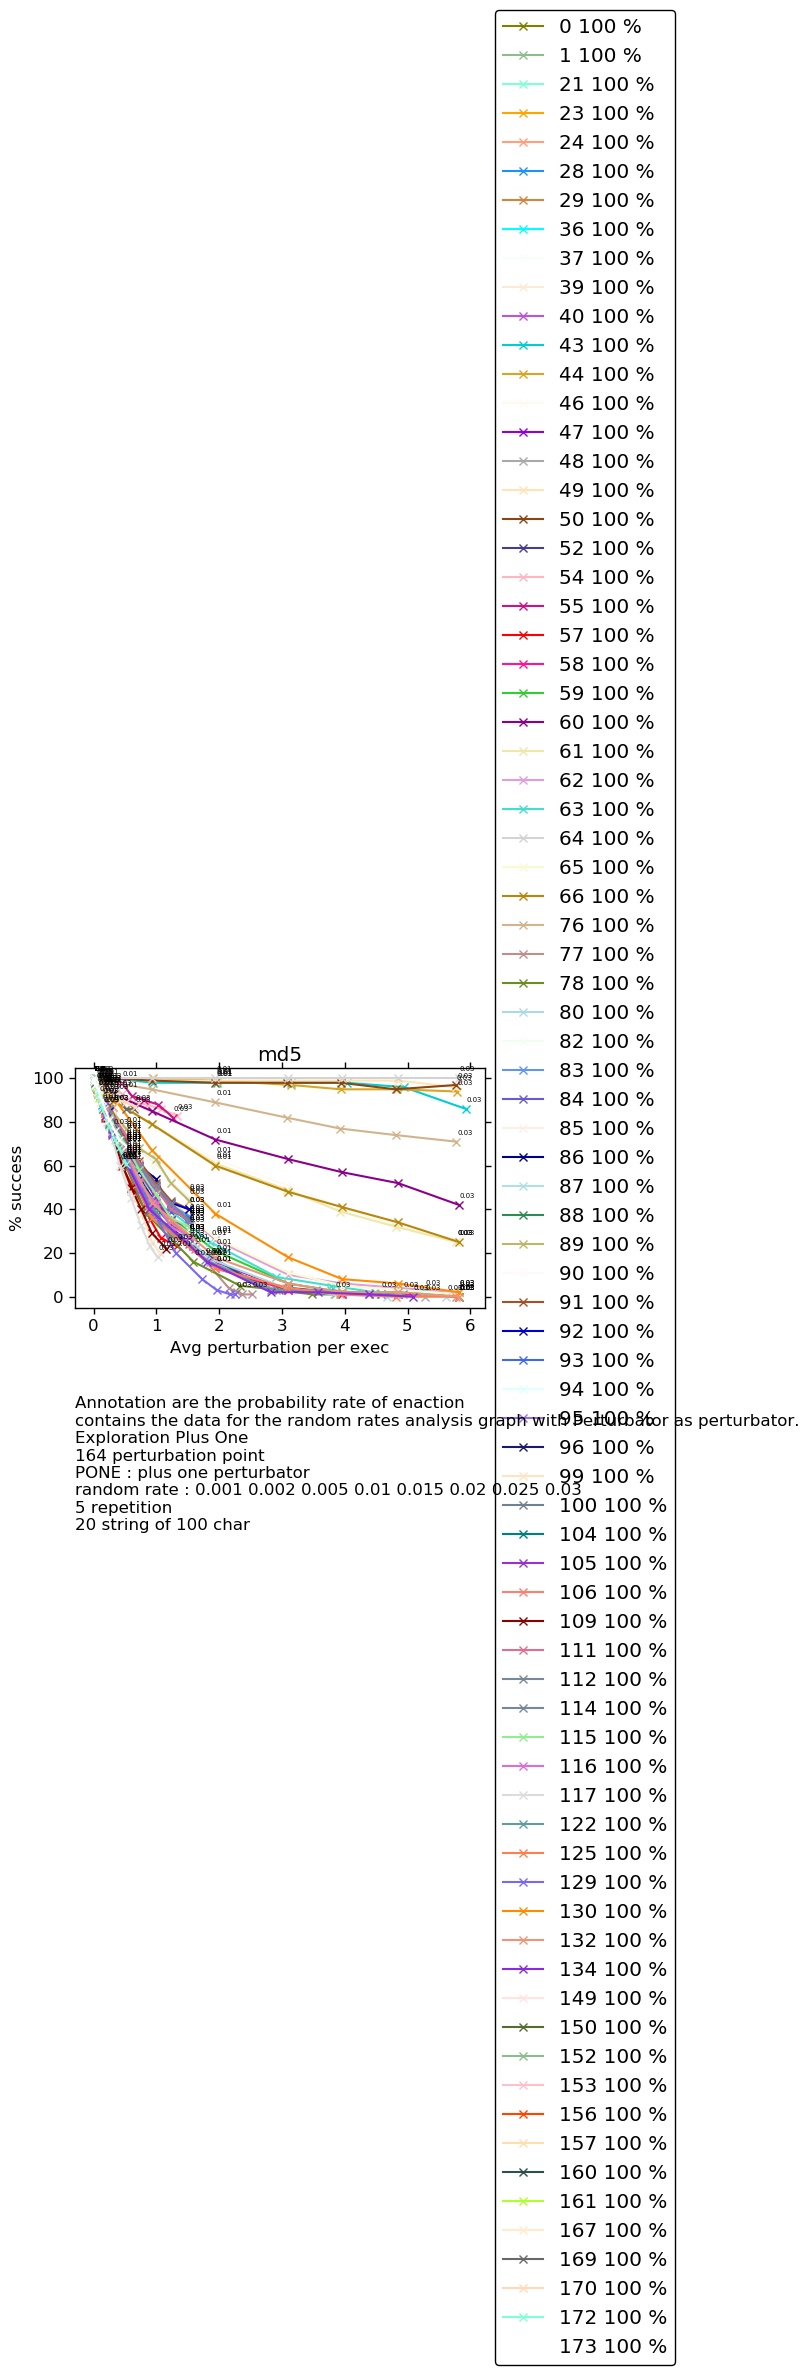 0 100 %
1 100 %
21 100 %
23 100 %
24 100 %
28 100 %
29 100 %
36 100 %
37 100 %
39 100 %
40 100 %
43 100 %
44 100 %
46 100 %
47 100 %
48 100 %
49 100 %
50 100 %
52 100 %
54 100 %
55 100 %
57 100 %
58 100 %
59 100 %
60 100 %
61 100 %
62 100 %
63 100 %
64 100 %
65 100 %
66 100 %
76 100 %
77 100 %
78 100 %
80 100 %
82 100 %
83 100 %
84 100 %
85 100 %
86 100 %
87 100 %
88 100 %
89 100 %
90 100 %
91 100 %
92 100 %
93 100 %
94 100 %
95 100 %
96 100 %
99 100 %
100 100 %
104 100 %
105 100 %
106 100 %
109 100 %
111 100 %
112 100 %
114 100 %
115 100 %
116 100 %
117 100 %
122 100 %
125 100 %
129 100 %
130 100 %
132 100 %
134 100 %
149 100 %
150 100 %
152 100 %
153 100 %
156 100 %
157 100 %
160 100 %
161 100 %
167 100 %
169 100 %
170 100 %
172 100 %
173 100 %
md5
% success
100
80
60
40
20
0
0 1 2 3 4 5 6
Avg perturbation per exec
Annotation are the probability rate of enaction
contains the data for the random rates analysis graph with Perturbator as perturbator.
Exploration Plus One
164 perturbation point
PONE : plus one perturbator
random rate : 0.001 0.002 0.005 0.01 0.015 0.02 0.025 0.03
5 repetition
20 string of 100 char